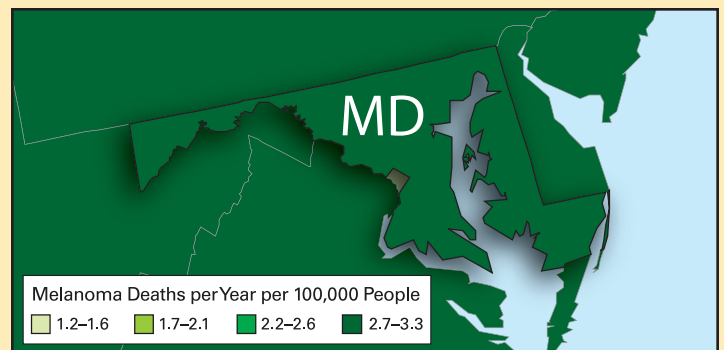 MD
Melanoma Deaths per Year per 100,000 People
1.2–1.6 1.7–2.1 2.2–2.6 2.7–3.3